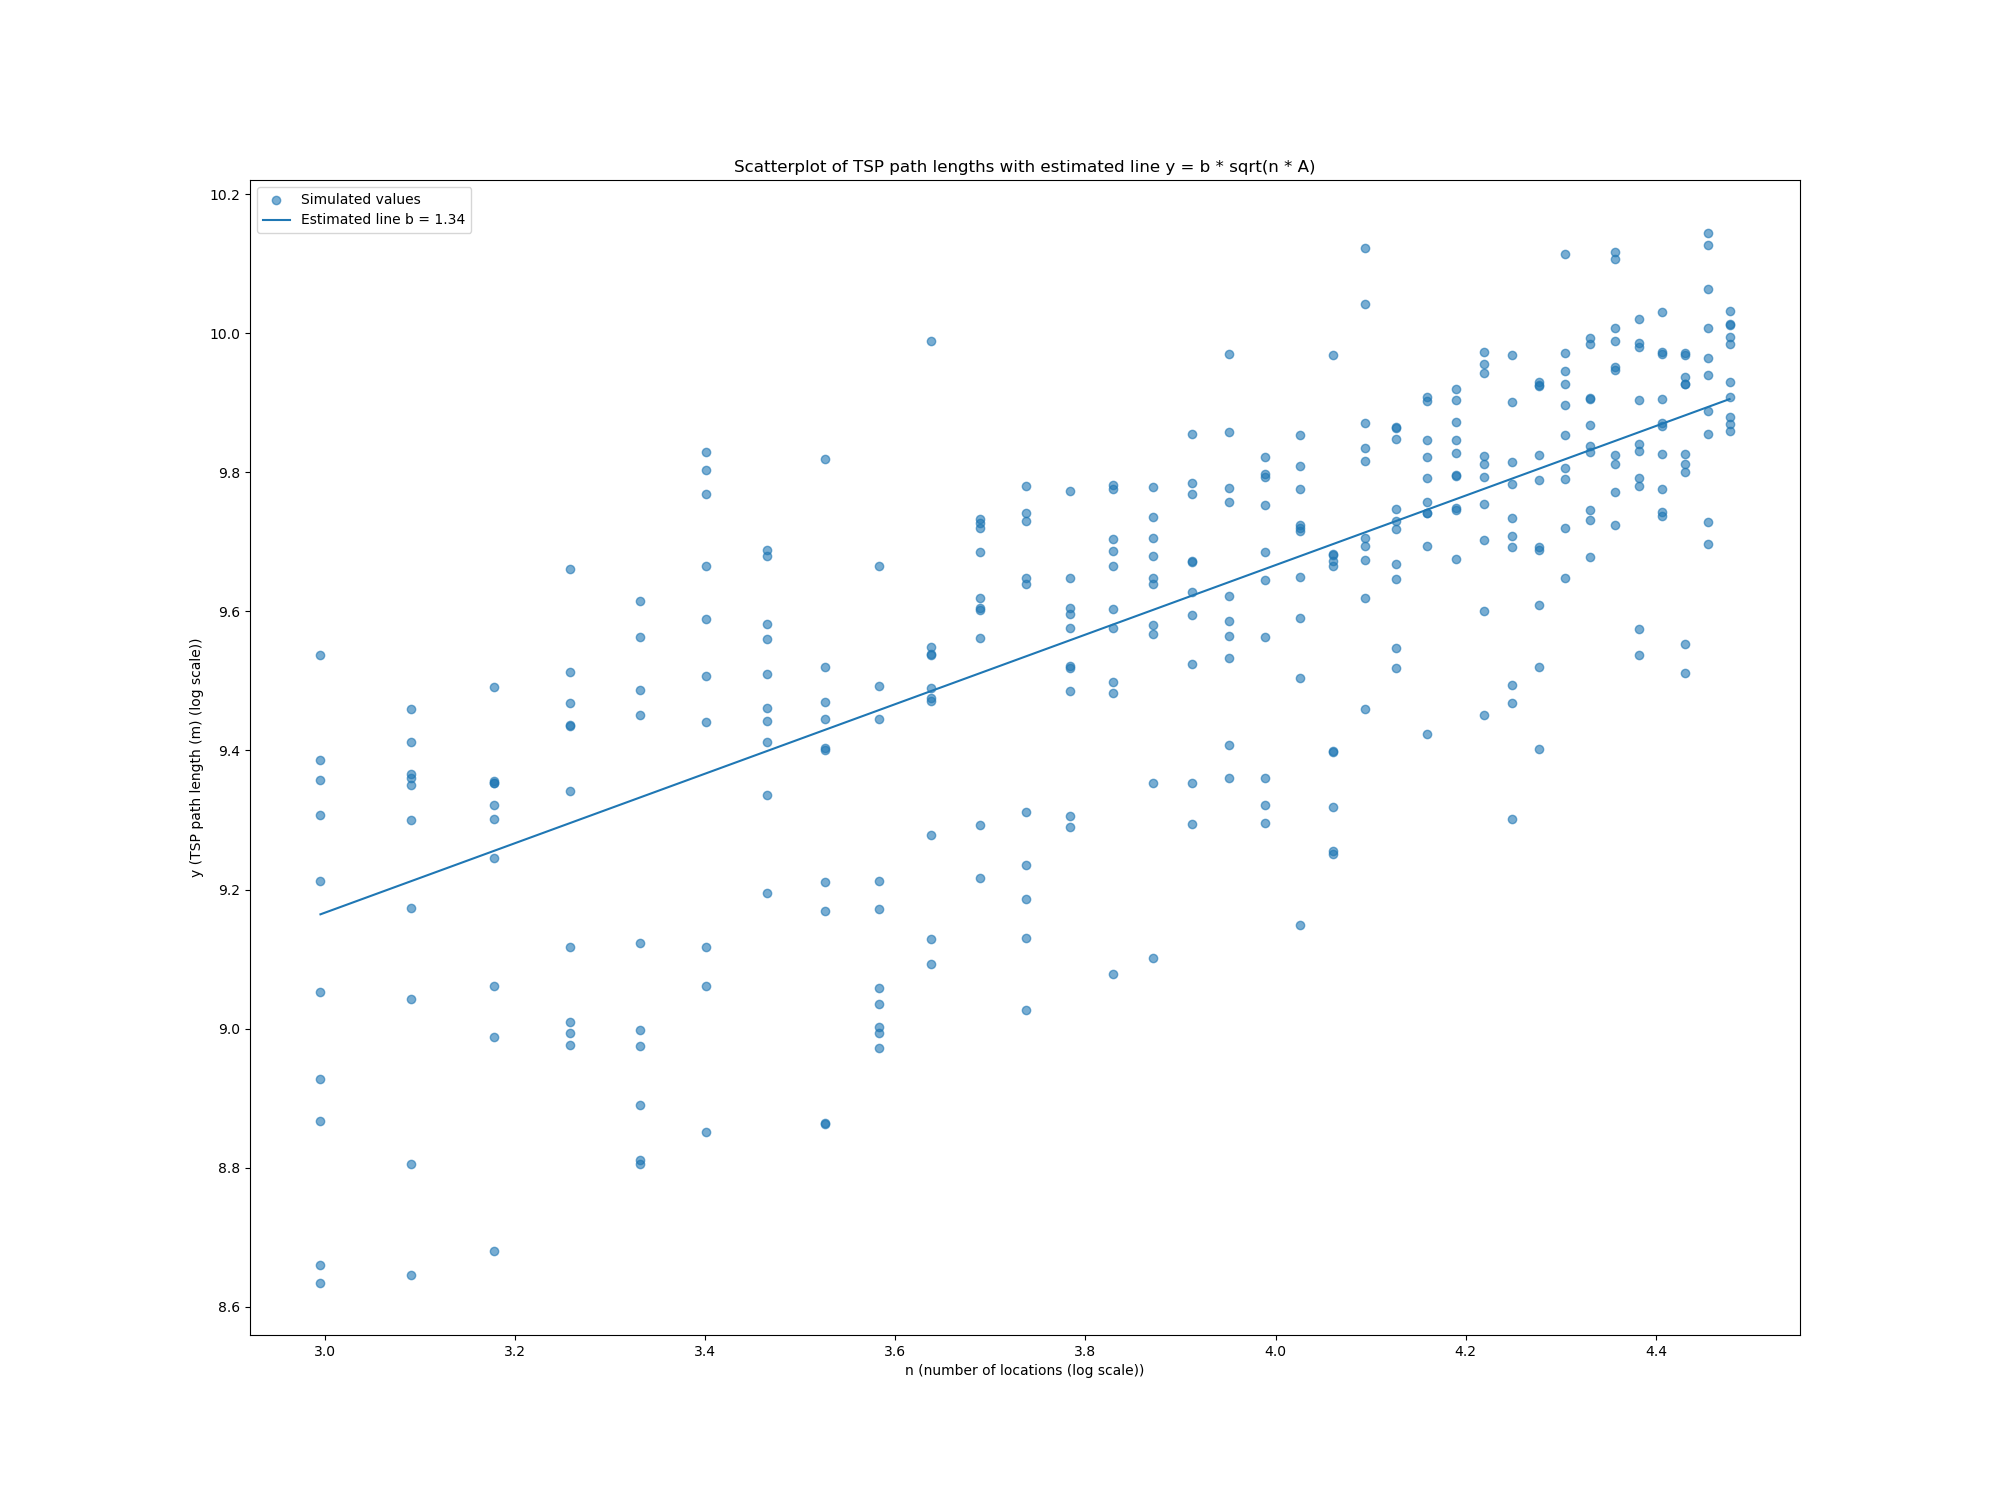 Scatterplot of TSP path lengths with estimated line y = b * sqrt(n * A)
Simulated values
Estimated line b = 1.34
y (TSP path length (m) (log scale))
10.2
10.0
9.8
9.6
9.4
9.2
9.0
8.8
8.6
3.0 3.2 3.4 3.6 3.8 4.0 4.2 4.4
n (number of locations (log scale))